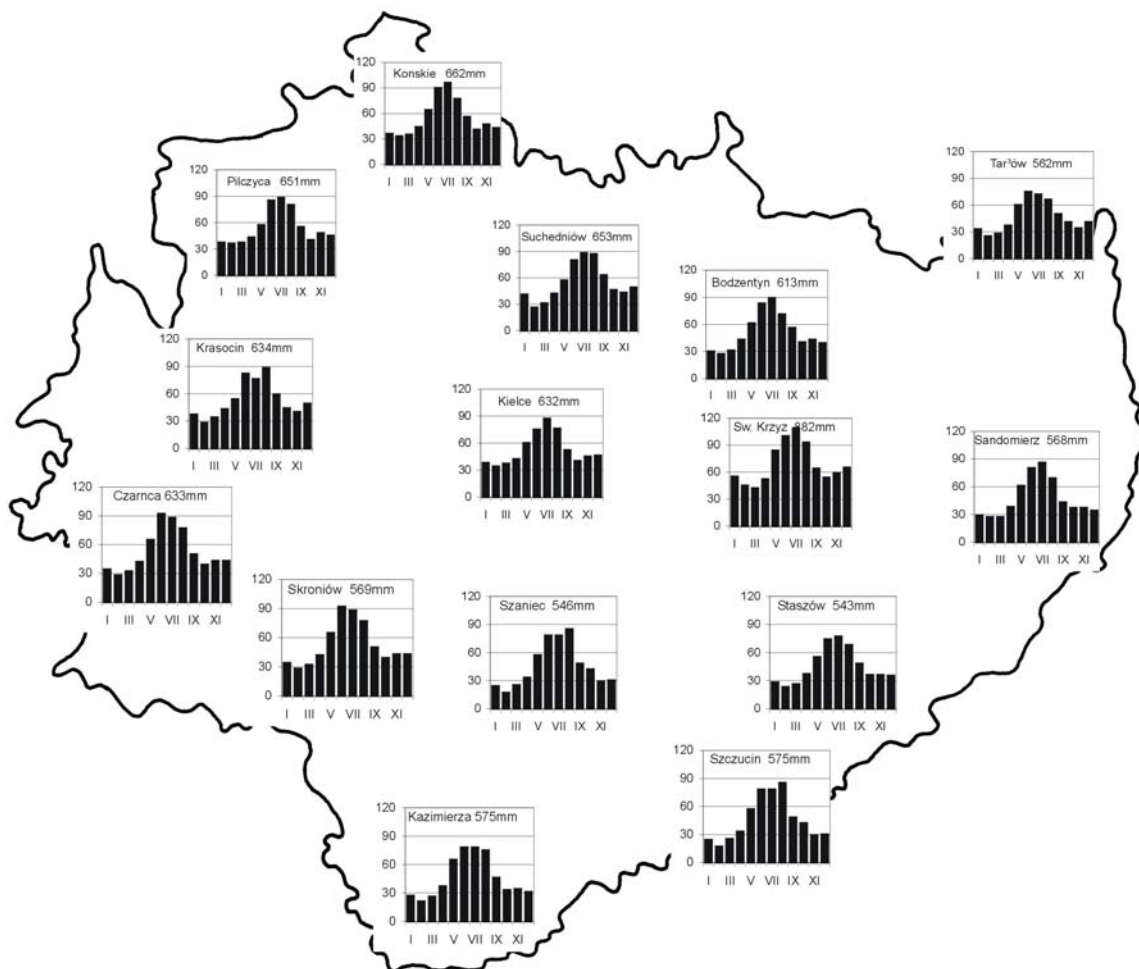 120
Konskie 662mm
90
60
30
0
I III V VII IX XI
120
Tar³ów 562mm
90
60
30
0
I III V VII IX XI
120
Pilczyca 651mm
90
60
30
0
I III V VII IX XI
120
Suchedniów 653mm
90
60
30
0
I III V VII IX XI
120
Bodzentyn 613mm
90
60
30
0
I III V VII IX XI
120
Krasocin 634mm
90
60
30
0
I III V VII IX XI
120
Kielce 632mm
90
60
30
0
I III V VII IX XI
120
Sw. Krzyz 882mm
90
60
30
0
I III V VII IX XI
120
Sandomierz 568mm
90
60
30
0
I III V VII IX XI
120
Czarnca 633mm
90
60
30
0
I III V VII IX XI
120
Skroniów 569mm
90
60
30
0
I III V VII IX XI
120
Szaniec 546mm
90
60
30
0
I III V VII IX XI
120
Staszów 543mm
90
60
30
0
I III V VII IX XI
120
Szczucin 575mm
90
60
30
0
I III V VII IX XI
120
Kazimierza 575mm
90
60
30
0
I III V VII IX XI